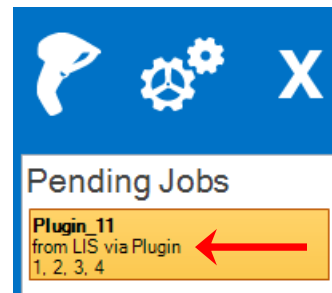 X
Pending Jobs
Plugin_11
from LIS via Plugin
1, 2, 3, 4